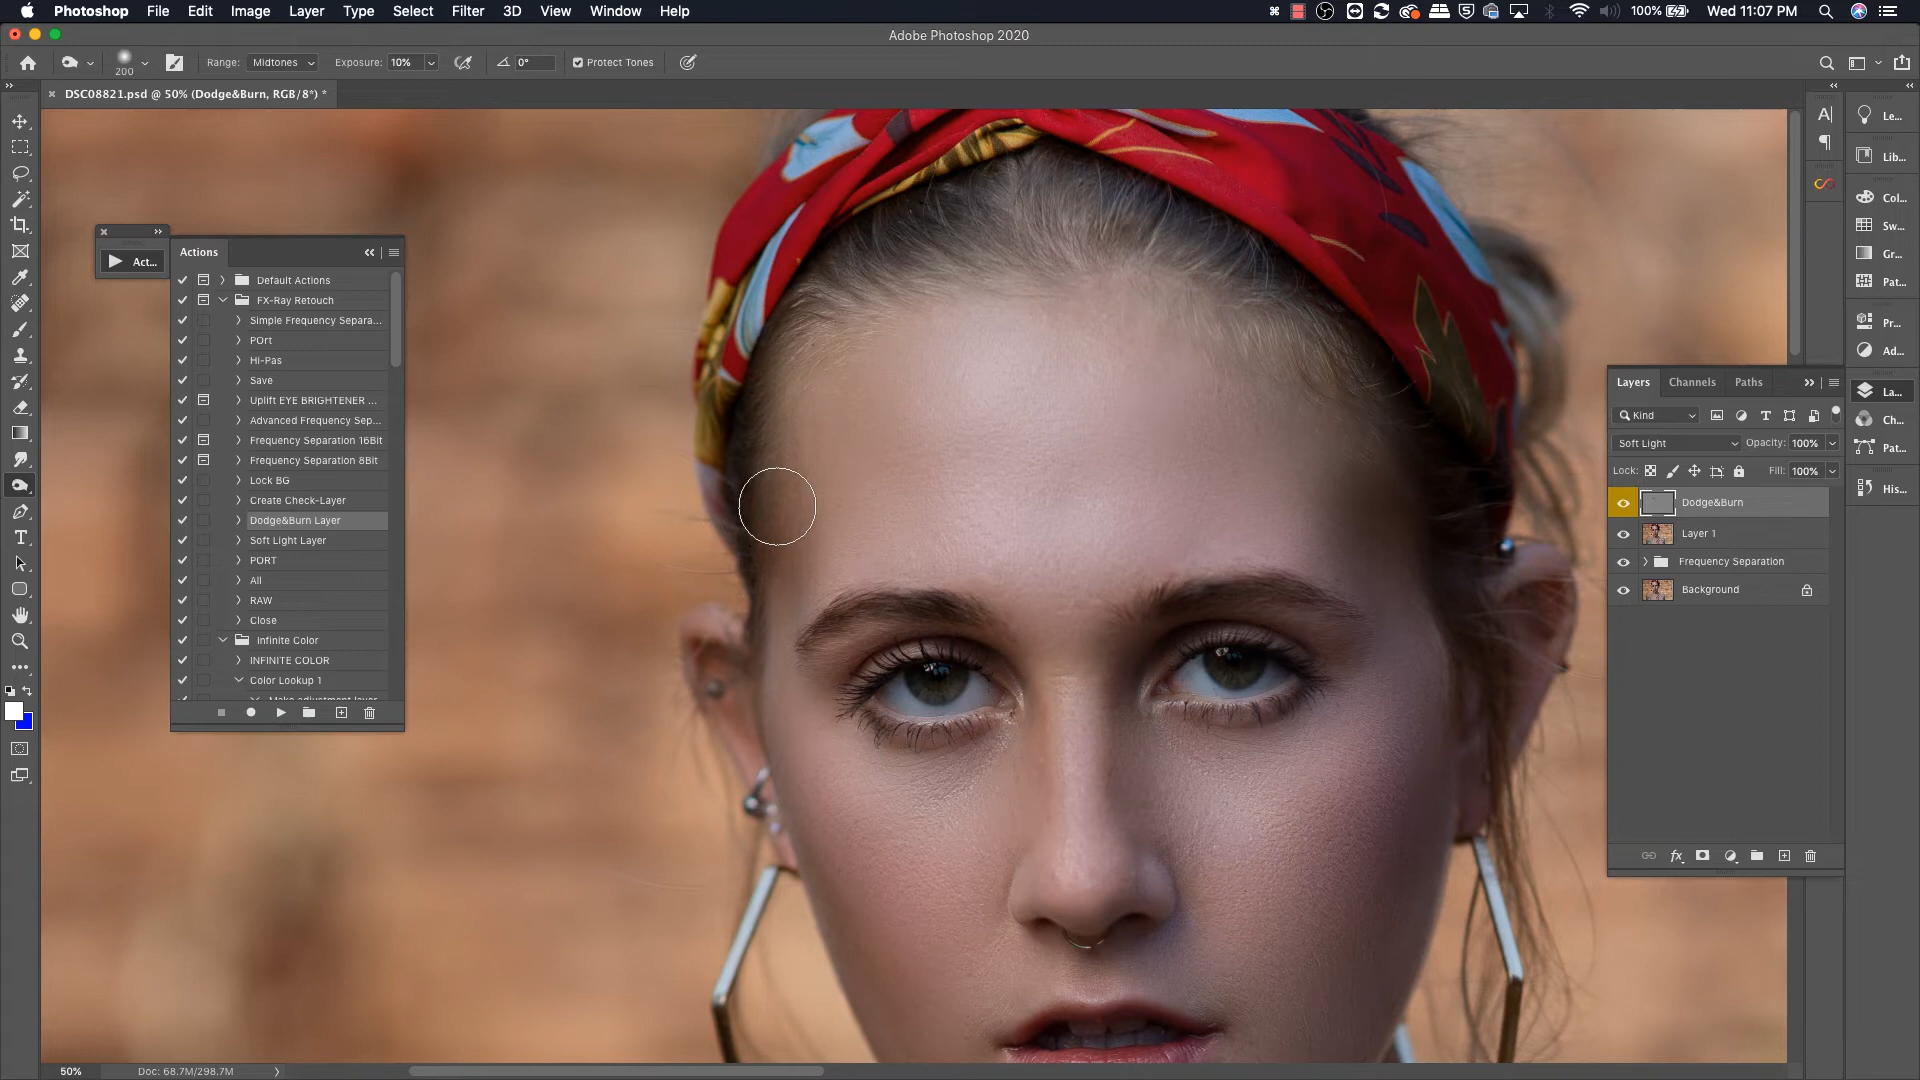 Photoshop File Edit Image Layer Type Select Filter 3D View Window Help 100% Wed 11:07 PM
Adobe Photoshop 2020
200 Range: Midtones Exposure: 10% 0° Protect Tones
DSC08821.psd @ 50% (Dodge&Burn, RGB/8*) *
Act...
Actions
Default Actions
FX-Ray Retouch
Simple Frequency Separa...
POrt
Hi-Pas
Save
Uplift EYE BRIGHTENER ...
Advanced Frequency Sep...
Frequency Separation 16Bit
Frequency Separation 8Bit
Lock BG
Create Check-Layer
Dodge&Burn Layer
Soft Light Layer
PORT
All
RAW
Close
Infinite Color
INFINITE COLOR
Color Lookup 1
Make adjustment layer
Le...
Lib...
Col...
Sw...
Gr...
Pat...
Pr...
Ad...
La...
Ch...
Pat...
His...
Layers Channels Paths
Kind
Soft Light Opacity: 100%
Lock: Fill: 100%
Dodge&Burn
Layer 1
Frequency Separation
Background
50% Doc: 68.7M/298.7M